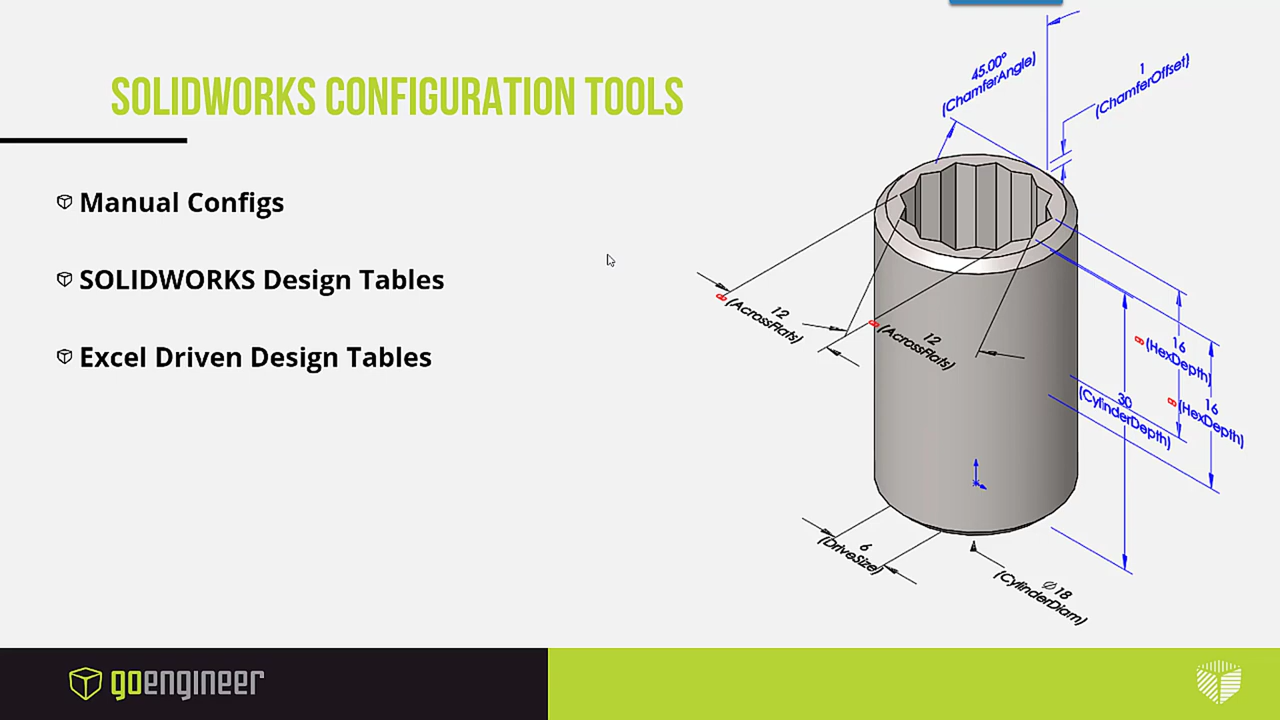 SOLIDWORKS CONFIGURATION TOOLS
Manual Configs
SOLIDWORKS Design Tables
Excel Driven Design Tables
45.00°
(ChamferAngle)
1
(ChamferOffset)
12
(AcrossFlats)
12
(AcrossFlats)
16
(HexDepth)
16
(HexDepth)
30
(CylinderDepth)
6
(DriveSize)
Ø18
(CylinderDiam)
goengineer